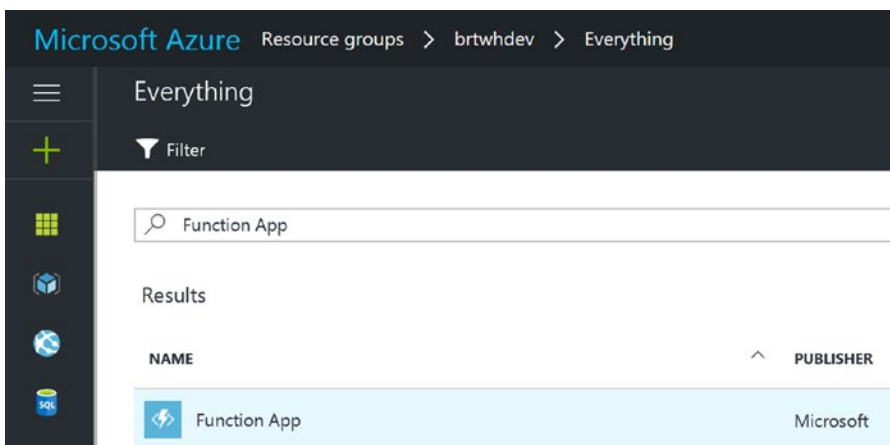 Microsoft Azure Resource groups > brtwhdev > Everything
Everything
Filter
Function App
Results
NAME PUBLISHER
SQL
Function App Microsoft